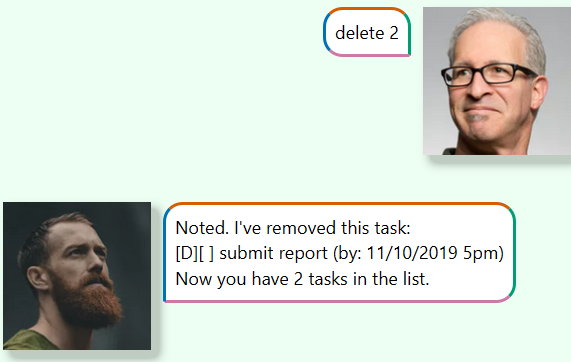 delete 2
Noted. I've removed this task:
[D][ ] submit report (by: 11/10/2019 5pm)
Now you have 2 tasks in the list.